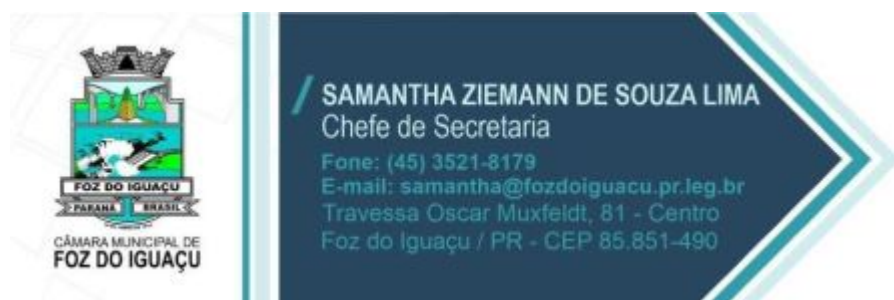 FOZ DO IGUAÇU
PARANÁ BRASIL
CÂMARA MUNICIPAL DE
FOZ DO IGUAÇU
SAMANTHA ZIEMANN DE SOUZA LIMA
Chefe de Secretaria
Fone: (45) 3521-8179
E-mail: samantha@fozdoiguacu.pr.leg.br
Travessa Oscar Muxfeldt, 81 - Centro
Foz do Iguaçu / PR - CEP 85.851-490